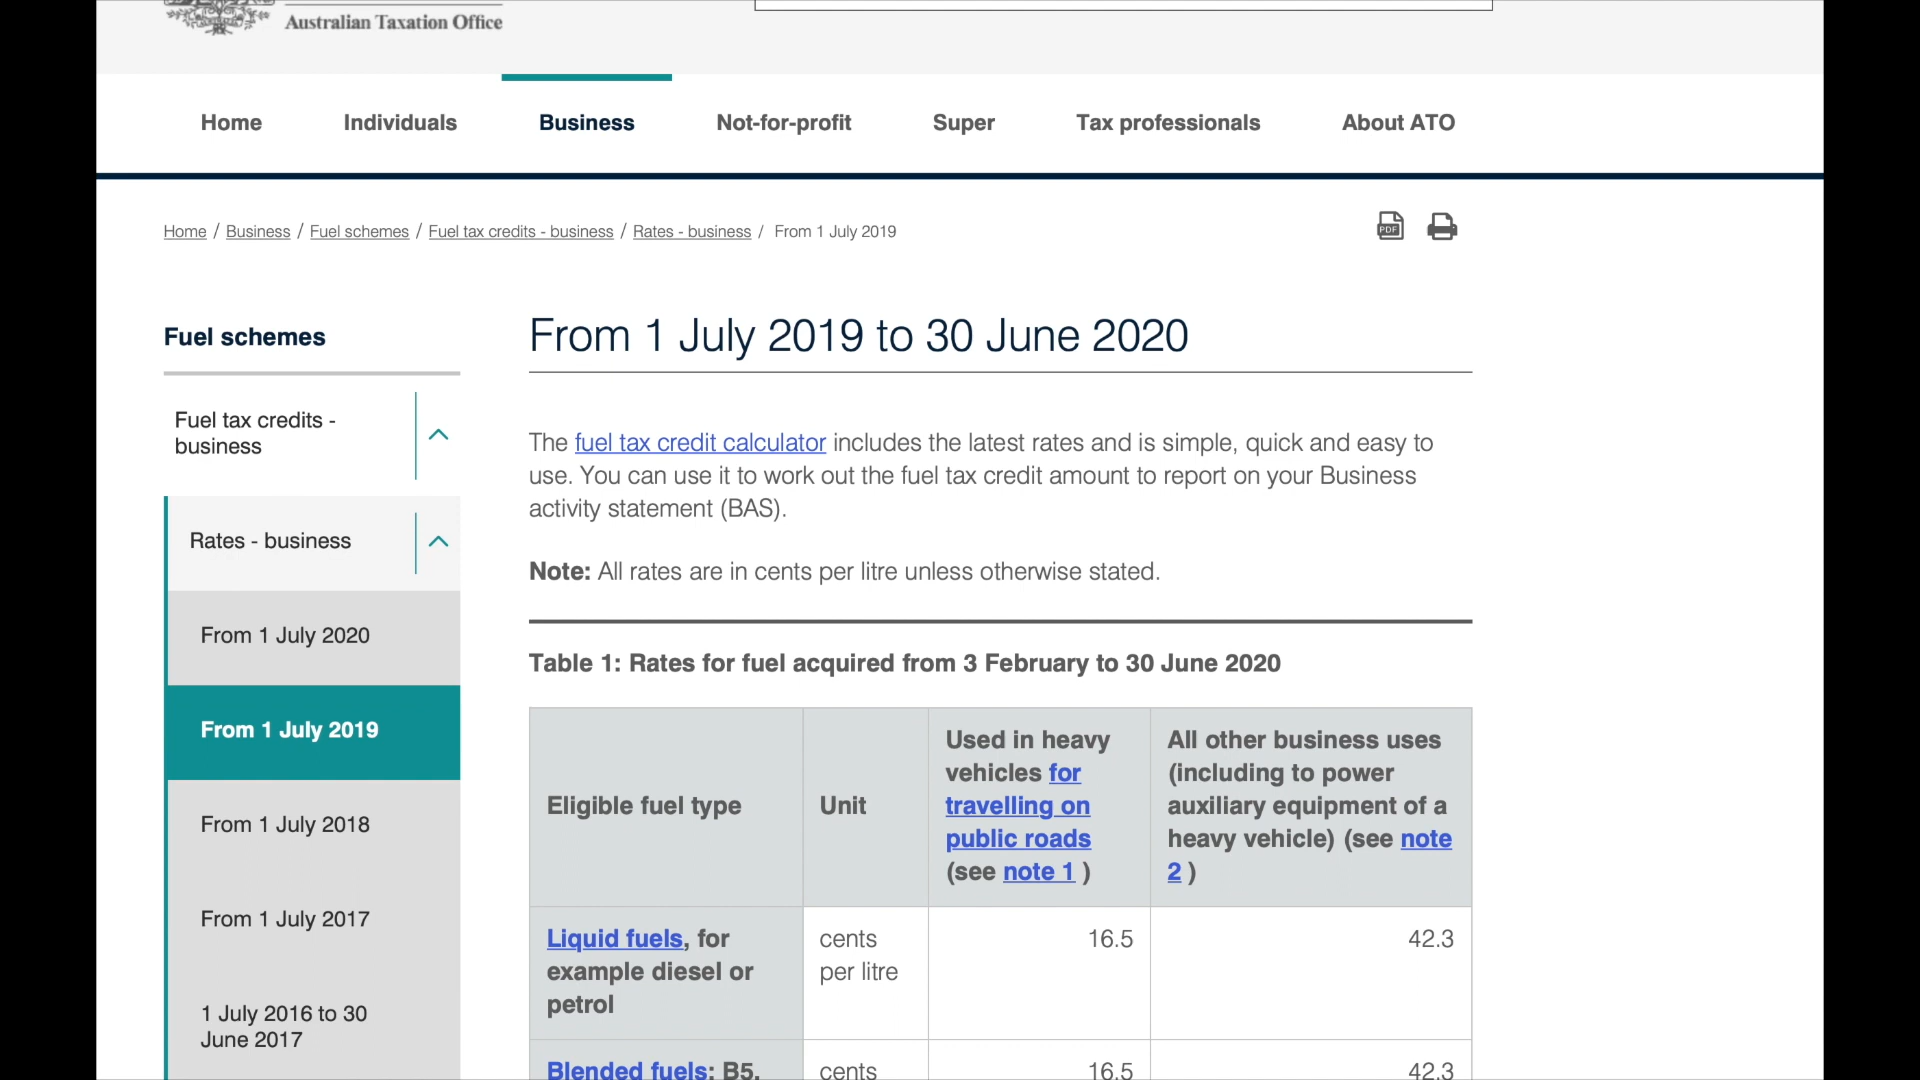 Australian Taxation Office
Home Individuals Business Not-for-profit Super Tax professionals About ATO
Home / Business / Fuel schemes / Fuel tax credits - business / Rates - business / From 1 July 2019
PDF
Fuel schemes
Fuel tax credits -
business
Rates - business
From 1 July 2020
From 1 July 2019
From 1 July 2018
From 1 July 2017
1 July 2016 to 30
June 2017
From 1 July 2019 to 30 June 2020
The fuel tax credit calculator includes the latest rates and is simple, quick and easy to
use. You can use it to work out the fuel tax credit amount to report on your Business
activity statement (BAS).
Note: All rates are in cents per litre unless otherwise stated.
Table 1: Rates for fuel acquired from 3 February to 30 June 2020
Eligible fuel type
Unit
Used in heavy
vehicles for
travelling on
public roads
(see note 1 )
All other business uses
(including to power
auxiliary equipment of a
heavy vehicle) (see note
2 )
Liquid fuels, for
example diesel or
petrol
cents
per litre
16.5
42.3
Blended fuels: B5,
cents
16.5
42.3